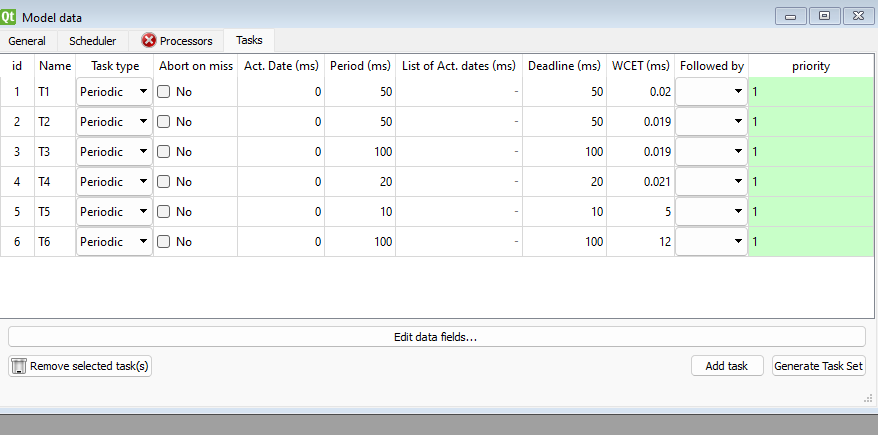 Qt Model data
General Scheduler Processors Tasks
id Name Task type Abort on miss Act. Date (ms) Period (ms) List of Act. dates (ms) Deadline (ms) WCET (ms) Followed by priority
1 T1 Periodic No 0 50 - 50 0.02 1
2 T2 Periodic No 0 50 - 50 0.019 1
3 T3 Periodic No 0 100 - 100 0.019 1
4 T4 Periodic No 0 20 - 20 0.021 1
5 T5 Periodic No 0 10 - 10 5 1
6 T6 Periodic No 0 100 - 100 12 1
Edit data fields...
Remove selected task(s) Add task Generate Task Set